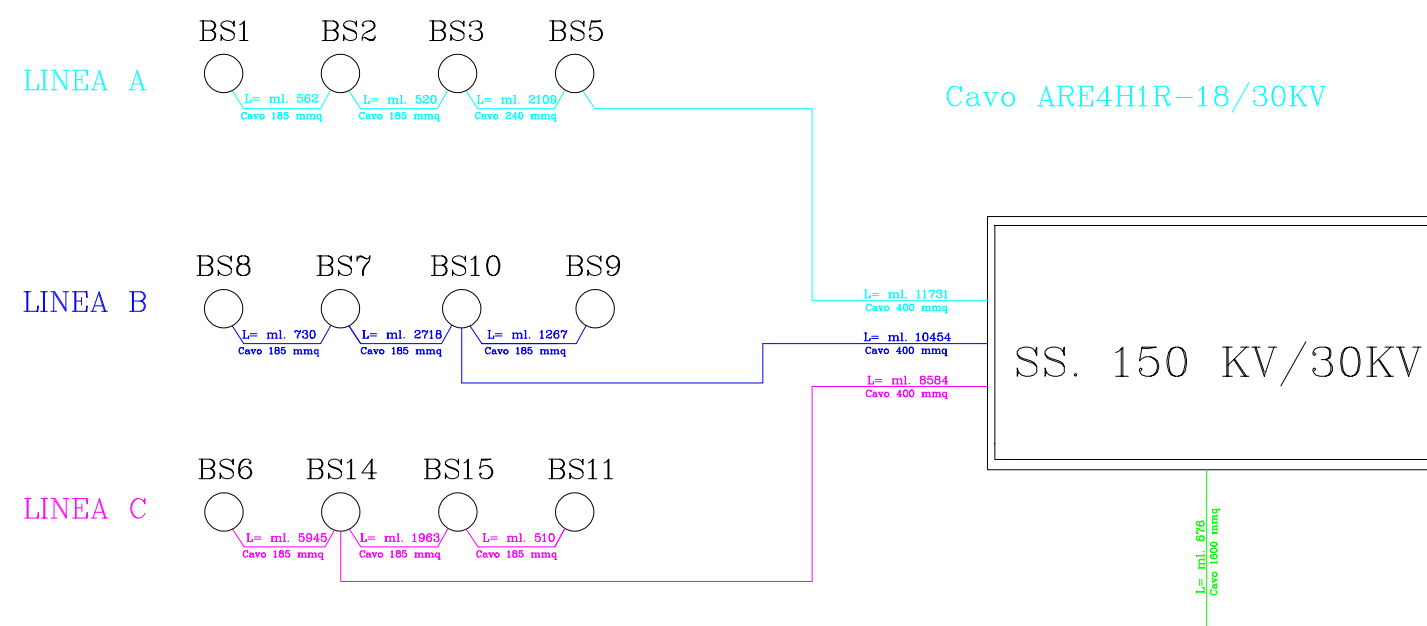 BS1 BS2 BS3 BS5
LINEA A
L= ml. 562 L= ml. 520 L= ml. 2109
Cavo 185 mmq Cavo 185 mmq Cavo 240 mmq
Cavo ARE4H1R-18/30KV
BS8 BS7 BS10 BS9
LINEA B
L= ml. 11731
Cavo 400 mmq
L= ml. 730 L= ml. 2718 L= ml. 1267
Cavo 185 mmq Cavo 185 mmq Cavo 185 mmq
L= ml. 10454
Cavo 400 mmq
SS. 150 KV/30KV
L= ml. 8584
Cavo 400 mmq
BS6 BS14 BS15 BS11
LINEA C
L= ml. 5945 L= ml. 1963 L= ml. 510
Cavo 185 mmq Cavo 185 mmq Cavo 185 mmq
L= ml. 676
Cavo 1600 mmq